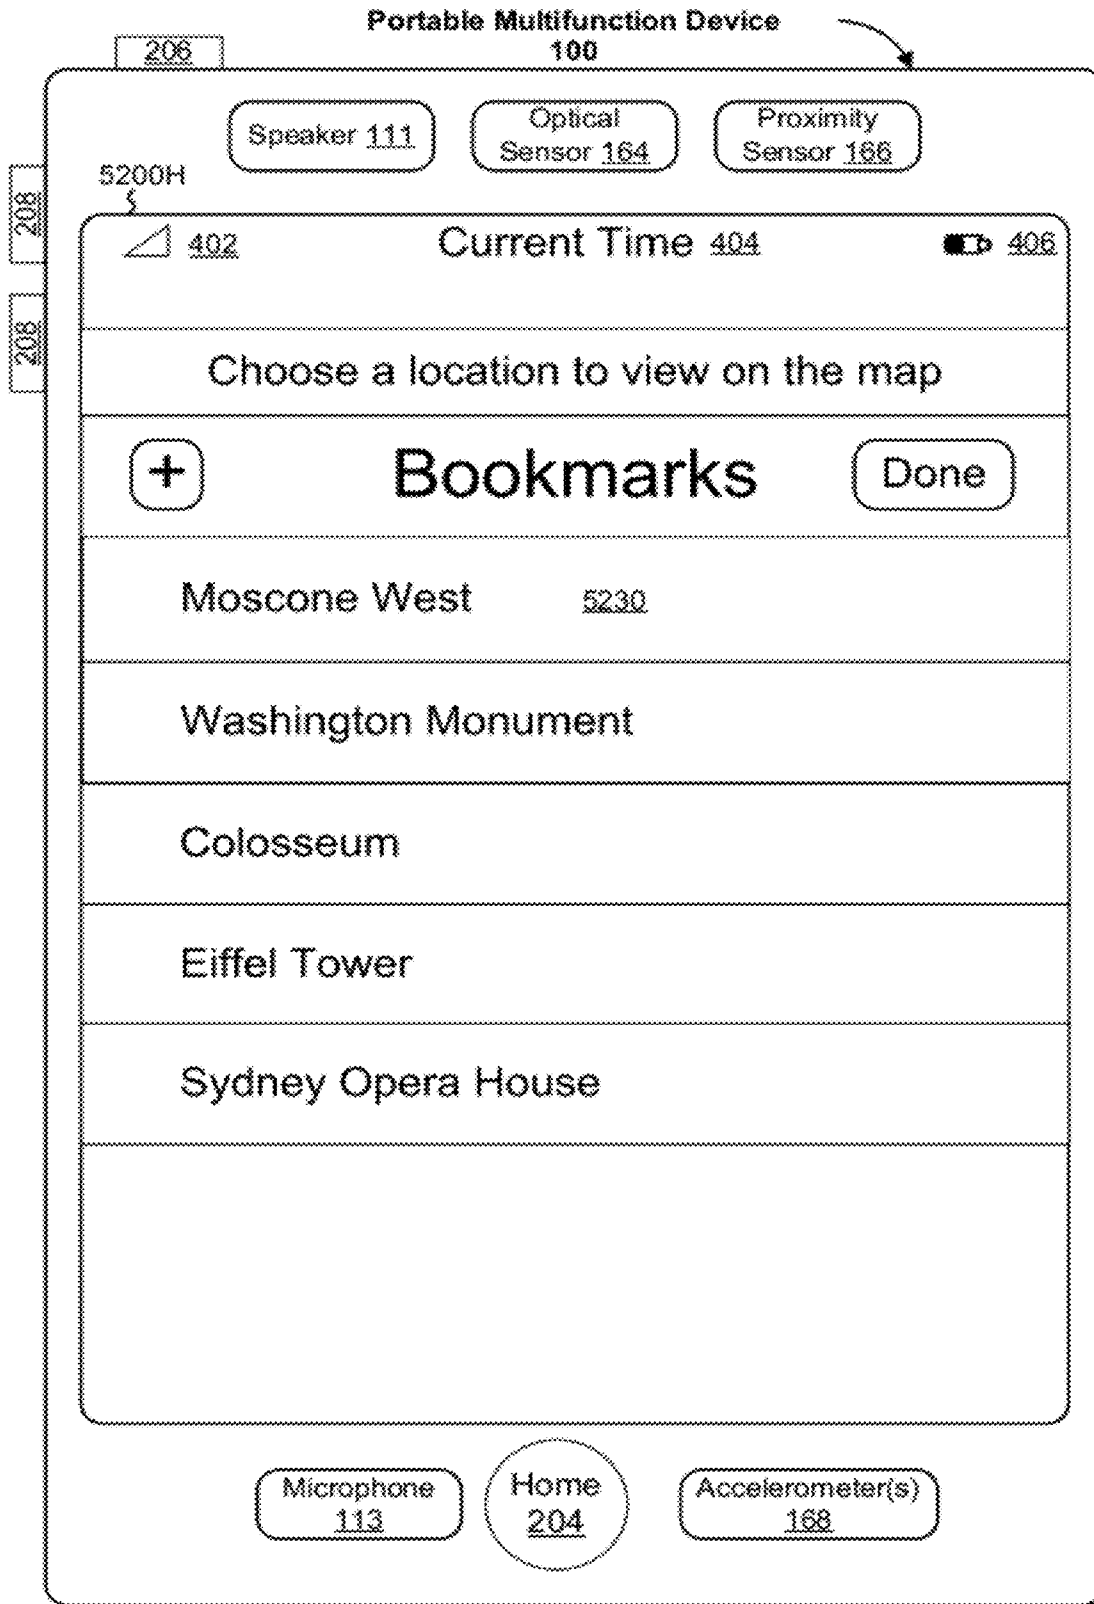 Portable Multifunction Device
100
206
Speaker 111
Optical
Sensor 164
Proximity
Sensor 166
208
5200H
402
Current Time 404
406
208
Choose a location to view on the map
+
Bookmarks
Done
Moscone West 5230
Washington Monument
Colosseum
Eiffel Tower
Sydney Opera House
Microphone
113
Home
204
Accelerometer(s)
168